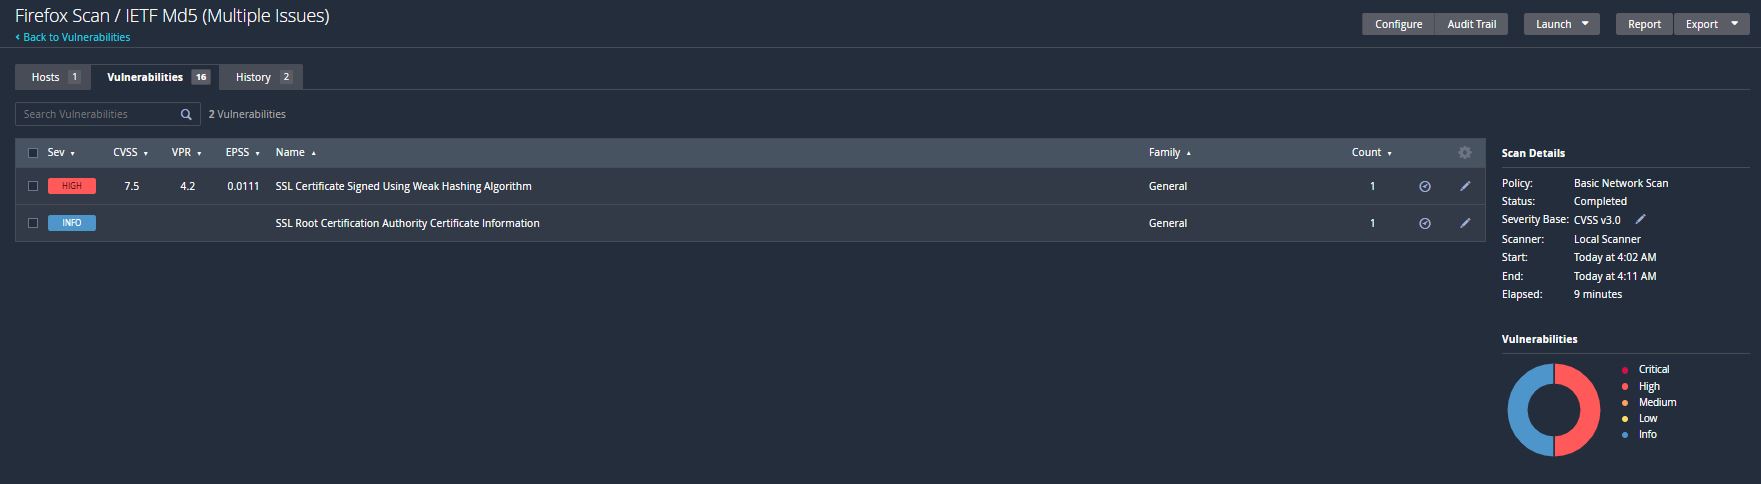 Firefox Scan / IETF Md5 (Multiple Issues)
‹ Back to Vulnerabilities
Configure Audit Trail Launch Report Export
Hosts 1 Vulnerabilities 16 History 2
Search Vulnerabilities 2 Vulnerabilities
Sev CVSS VPR EPSS Name Family Count
HIGH 7.5 4.2 0.0111 SSL Certificate Signed Using Weak Hashing Algorithm General 1
INFO SSL Root Certification Authority Certificate Information General 1
Scan Details
Policy: Basic Network Scan
Status: Completed
Severity Base: CVSS v3.0
Scanner: Local Scanner
Start: Today at 4:02 AM
End: Today at 4:11 AM
Elapsed: 9 minutes
Vulnerabilities
Critical
High
Medium
Low
Info